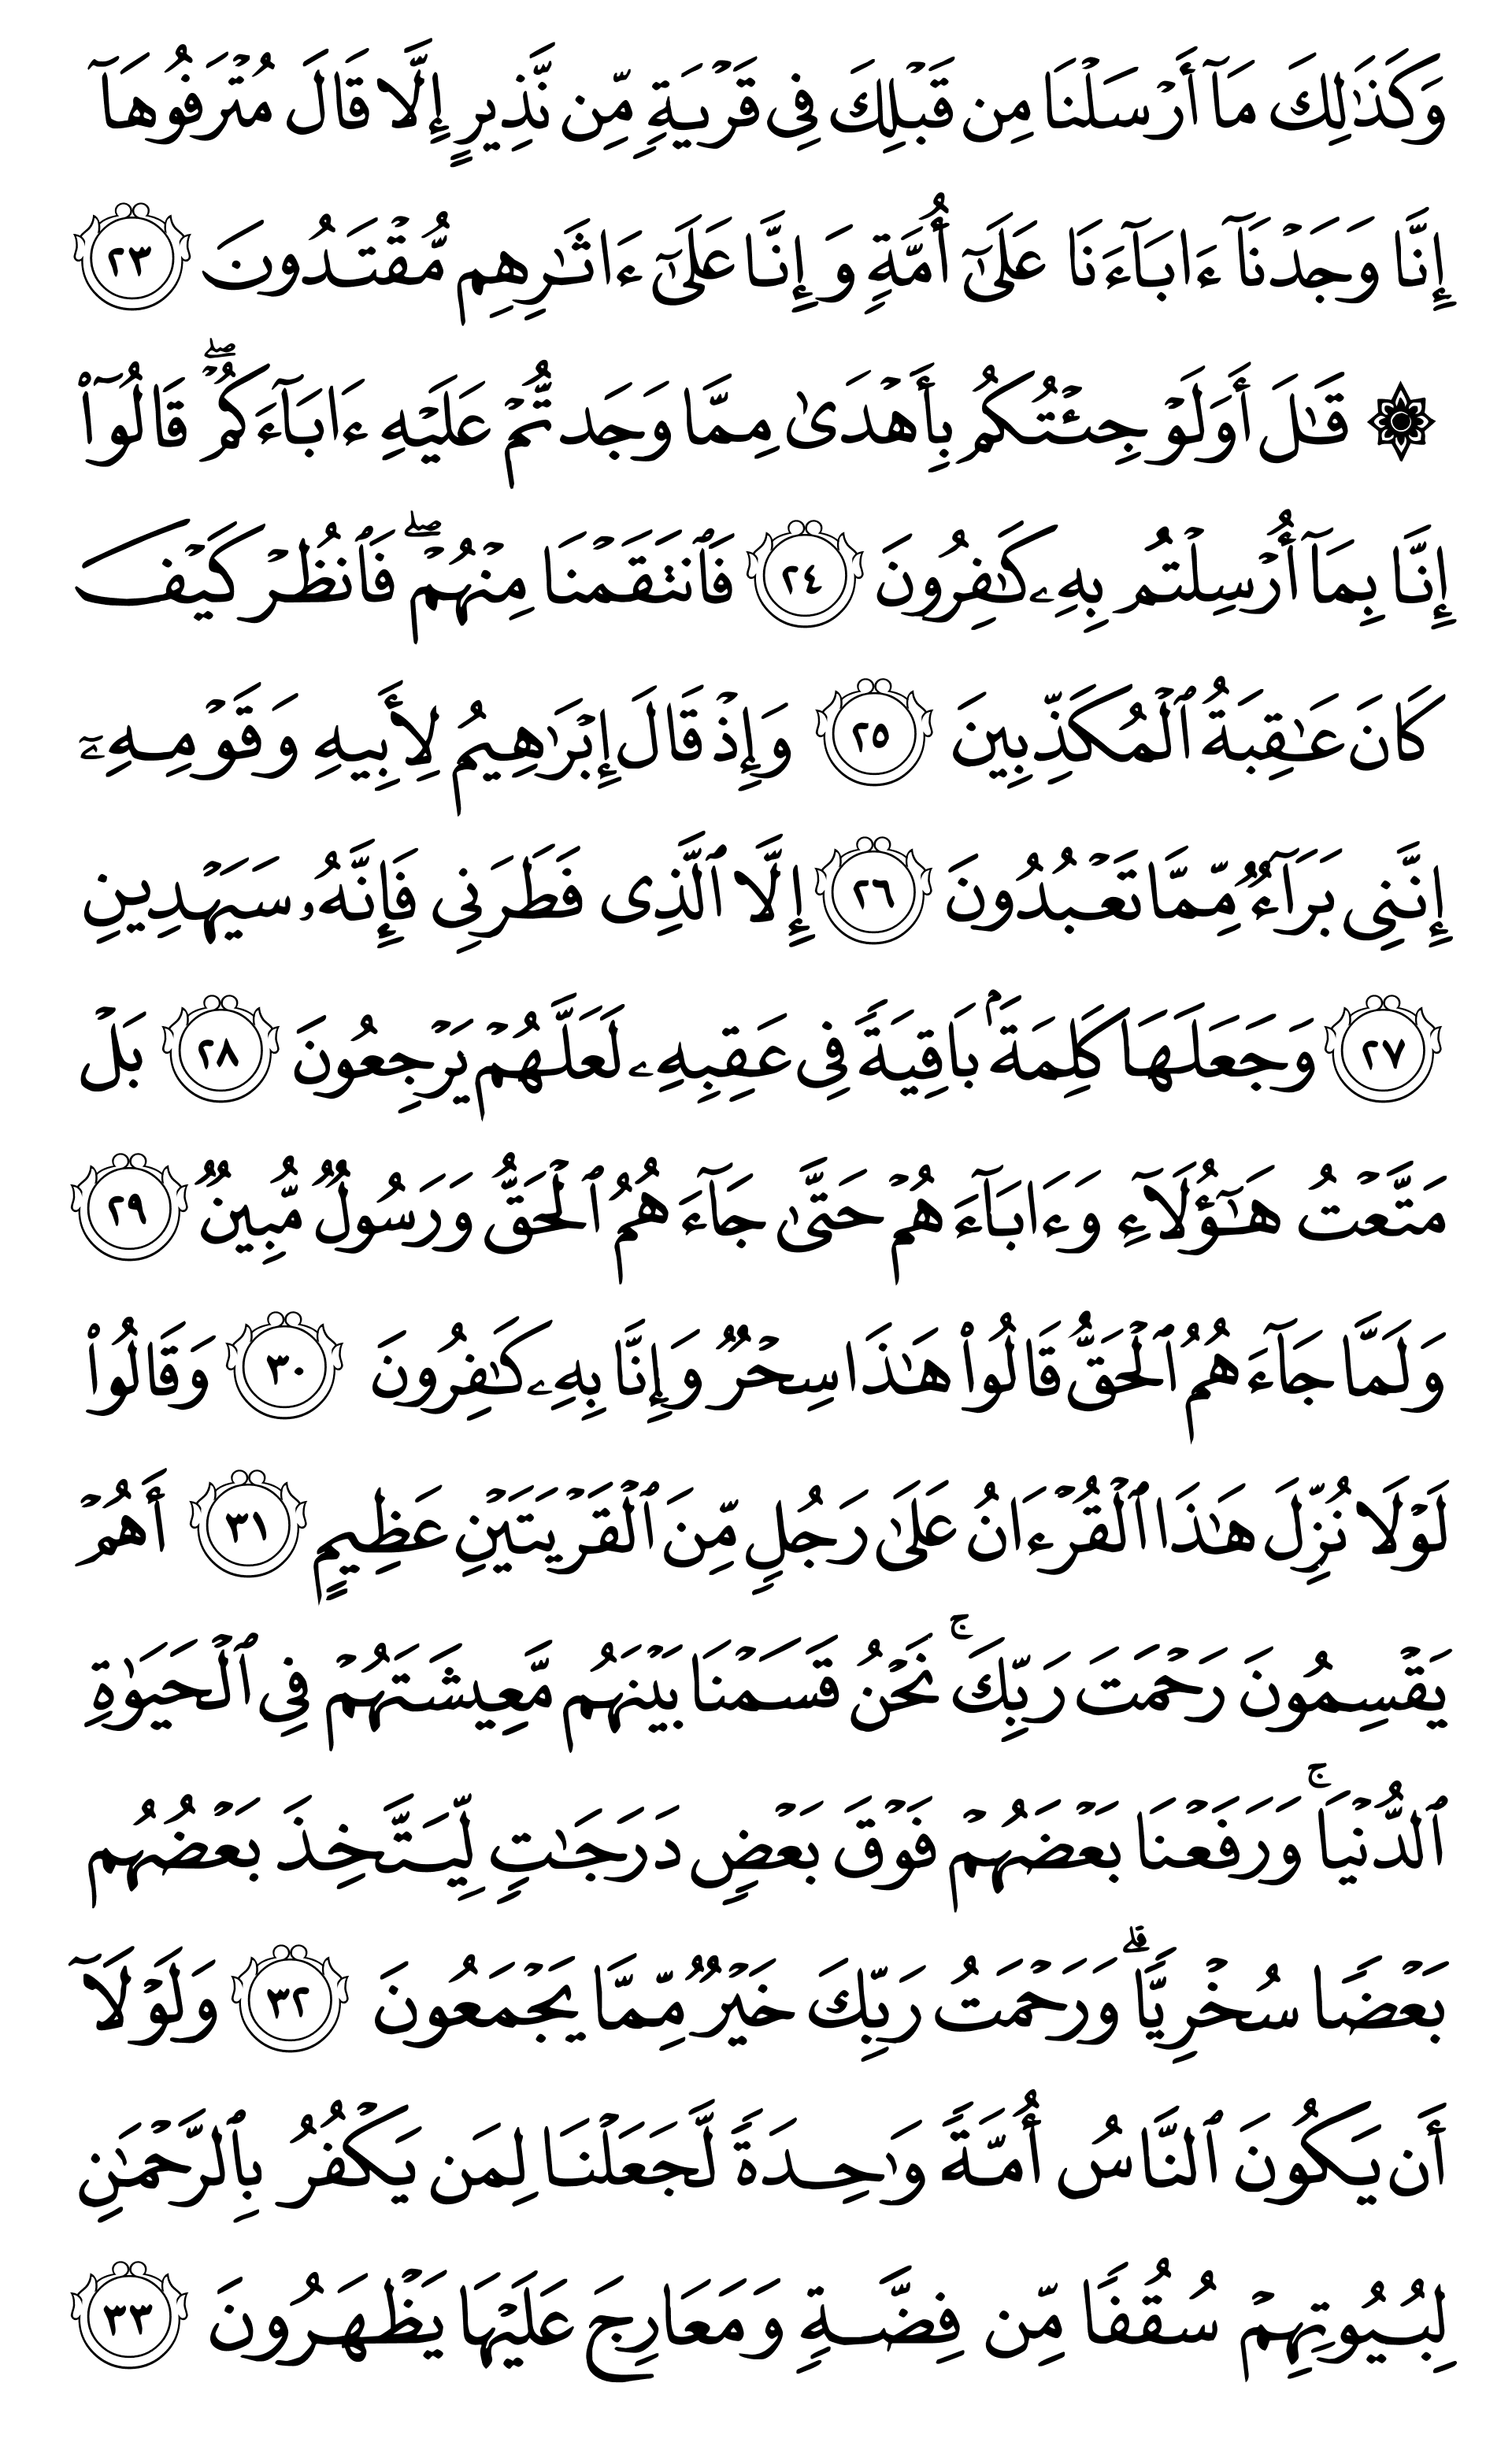 وَكَذَٰلِكَ مَآ أَرْسَلْنَا مِن قَبْلِكَ فِى قَرْيَةٍ مِّن نَّذِيرٍ إِلَّا قَالَ مُتْرَفُوهَآ
إِنَّا وَجَدْنَآ ءَابَآءَنَا عَلَىٰٓ أُمَّةٍ وَإِنَّا عَلَىٰٓ ءَاثَـٰرِهِم مُّقْتَدُونَ ٢٣
۞ قَـٰلَ أَوَلَوْ جِئْتُكُم بِأَهْدَىٰ مِمَّا وَجَدتُّمْ عَلَيْهِ ءَابَآءَكُمْ ۖ قَالُوٓا۟
إِنَّا بِمَآ أُرْسِلْتُم بِهِۦ كَـٰفِرُونَ ٢٤ فَٱنتَقَمْنَا مِنْهُمْ ۖ فَٱنظُرْ كَيْفَ
كَانَ عَـٰقِبَةُ ٱلْمُكَذِّبِينَ ٢٥ وَإِذْ قَالَ إِبْرَٰهِيمُ لِأَبِيهِ وَقَوْمِهِۦٓ
إِنَّنِى بَرَآءٌ مِّمَّا تَعْبُدُونَ ٢٦ إِلَّا ٱلَّذِى فَطَرَنِى فَإِنَّهُۥ سَيَهْدِينِ
٢٧ وَجَعَلَهَا كَلِمَةًۢ بَاقِيَةً فِى عَقِبِهِۦ لَعَلَّهُمْ يَرْجِعُونَ ٢٨ بَلْ
مَتَّعْتُ هَـٰٓؤُلَآءِ وَءَابَآءَهُمْ حَتَّىٰ جَآءَهُمُ ٱلْحَقُّ وَرَسُولٌ مُّبِينٌ ٢٩
وَلَمَّا جَآءَهُمُ ٱلْحَقُّ قَالُوا۟ هَـٰذَا سِحْرٌ وَإِنَّا بِهِۦ كَـٰفِرُونَ ٣٠ وَقَالُوا۟
لَوْلَا نُزِّلَ هَـٰذَا ٱلْقُرْءَانُ عَلَىٰ رَجُلٍ مِّنَ ٱلْقَرْيَتَيْنِ عَظِيمٍ ٣١ أَهُمْ
يَقْسِمُونَ رَحْمَتَ رَبِّكَ ۚ نَحْنُ قَسَمْنَا بَيْنَهُم مَّعِيشَتَهُمْ فِى ٱلْحَيَوٰةِ
ٱلدُّنْيَا ۚ وَرَفَعْنَا بَعْضَهُمْ فَوْقَ بَعْضٍ دَرَجَـٰتٍ لِّيَتَّخِذَ بَعْضُهُم
بَعْضًا سُخْرِيًّا ۗ وَرَحْمَتُ رَبِّكَ خَيْرٌ مِّمَّا يَجْمَعُونَ ٣٢ وَلَوْلَآ
أَن يَكُونَ ٱلنَّاسُ أُمَّةً وَٰحِدَةً لَّجَعَلْنَا لِمَن يَكْفُرُ بِٱلرَّحْمَـٰنِ
لِبُيُوتِهِمْ سُقُفًا مِّن فِضَّةٍ وَمَعَارِجَ عَلَيْهَا يَظْهَرُونَ ٣٣